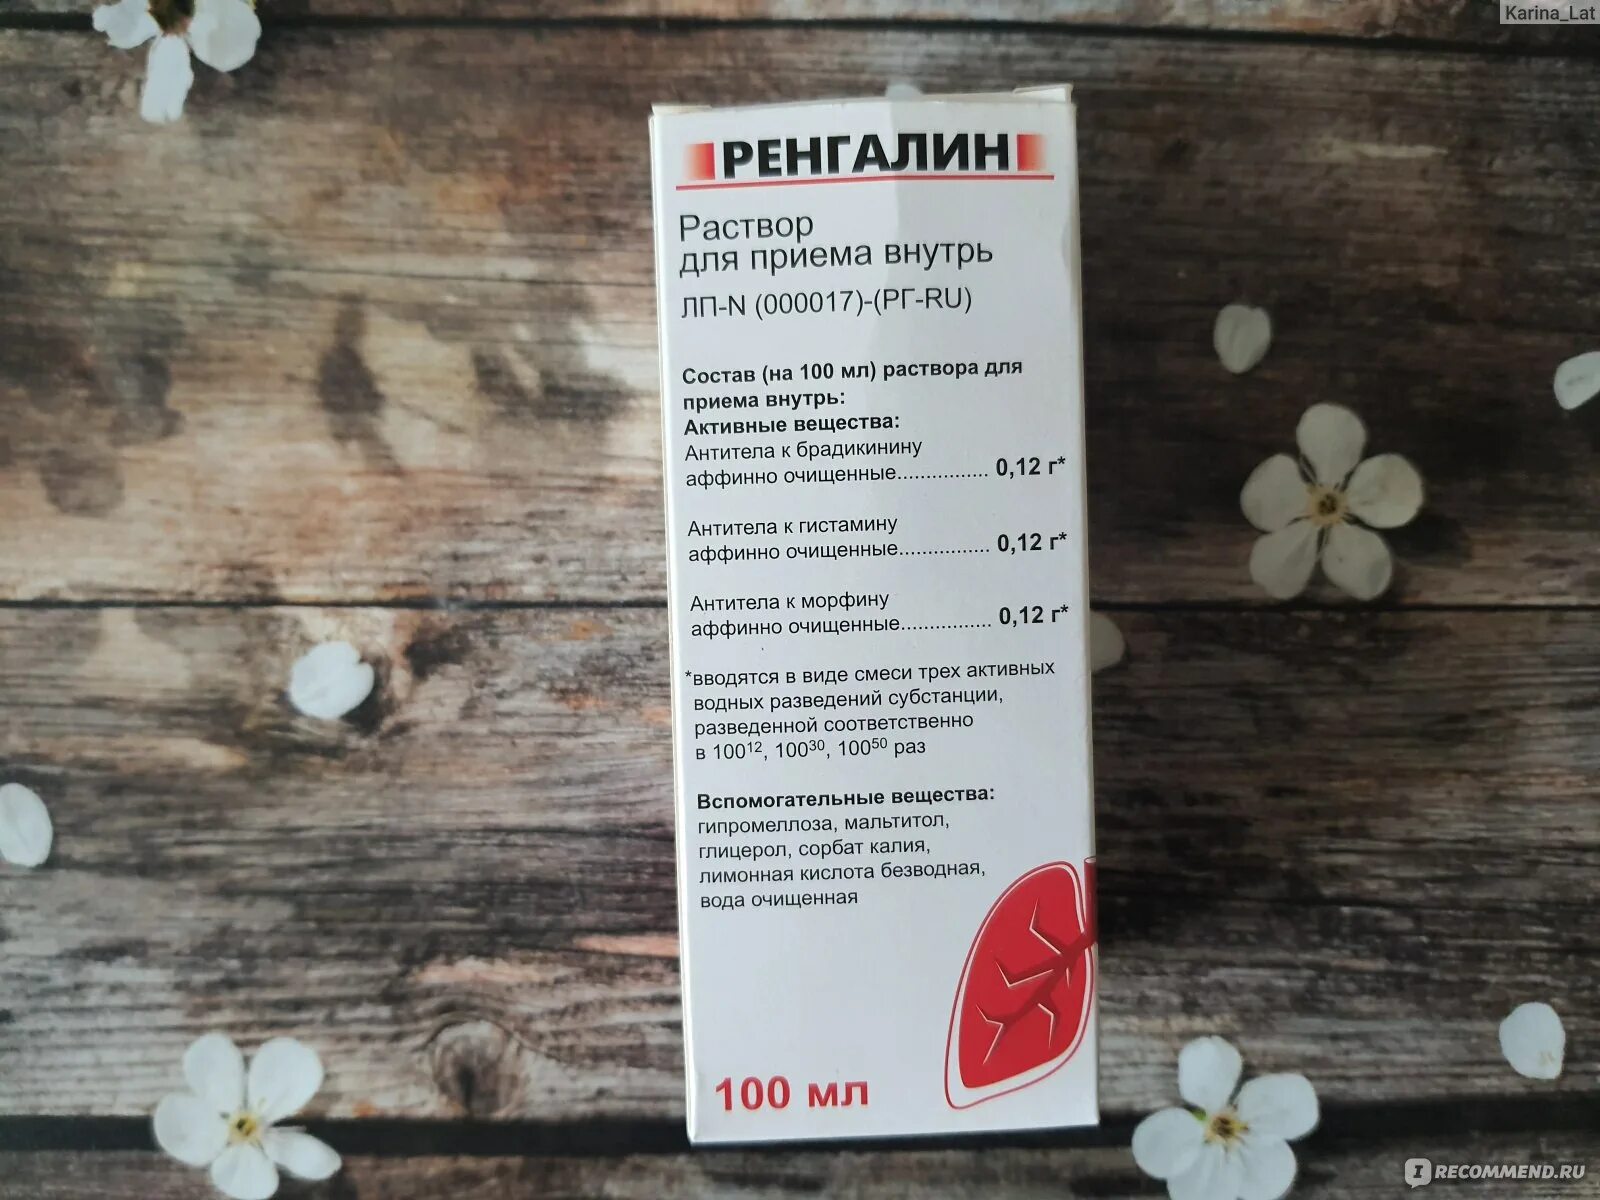 Karina_Lat
РЕНГАЛИН
Раствор
для приема внутрь
ЛП-N (000017)-(РГ-RU)
Состав (на 100 мл) раствора для
приема внутрь:
Активные вещества:
Антитела к брадикинину
аффинно очищенные................ 0,12 г*
Антитела к гистамину
аффинно очищенные................ 0,12 г*
Антитела к морфину
аффинно очищенные................ 0,12 г*
*вводятся в виде смеси трех активных
водных разведений субстанции,
разведенной соответственно
в 100¹², 100³⁰, 100⁵⁰ раз
Вспомогательные вещества:
гипромеллоза, мальтитол,
глицерол, сорбат калия,
лимонная кислота безводная,
вода очищенная
100 мл
I RECOMMEND.RU